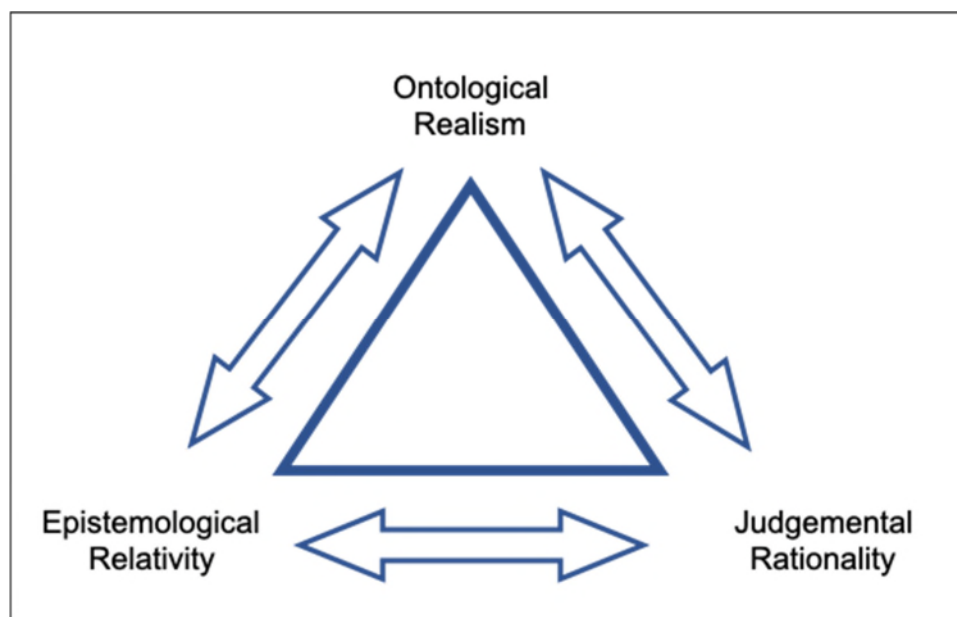 Ontological
Realism
Epistemological
Relativity
Judgemental
Rationality